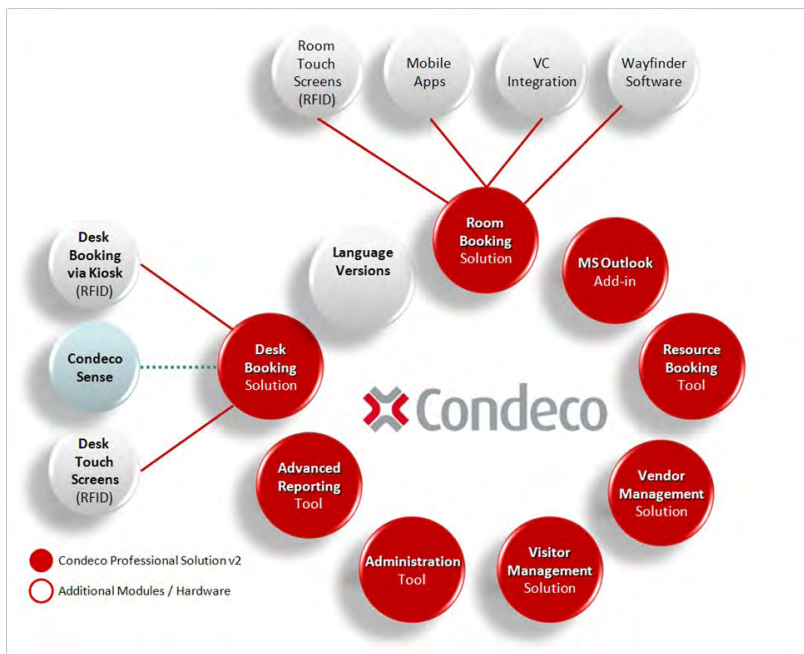 Room
Touch
Screens
(RFID)
Mobile
Apps
VC
Integration
Wayfinder
Software
Room
Booking
Solution
MS Outlook
Add-in
Language
Versions
Desk
Booking
via Kiosk
(RFID)
Condeco
Sense
Desk
Touch
Screens
(RFID)
Desk
Booking
Solution
Resource
Booking
Tool
Condeco
Advanced
Reporting
Tool
Vendor
Management
Solution
Administration
Tool
Visitor
Management
Solution
Condeco Professional Solution v2
Additional Modules / Hardware